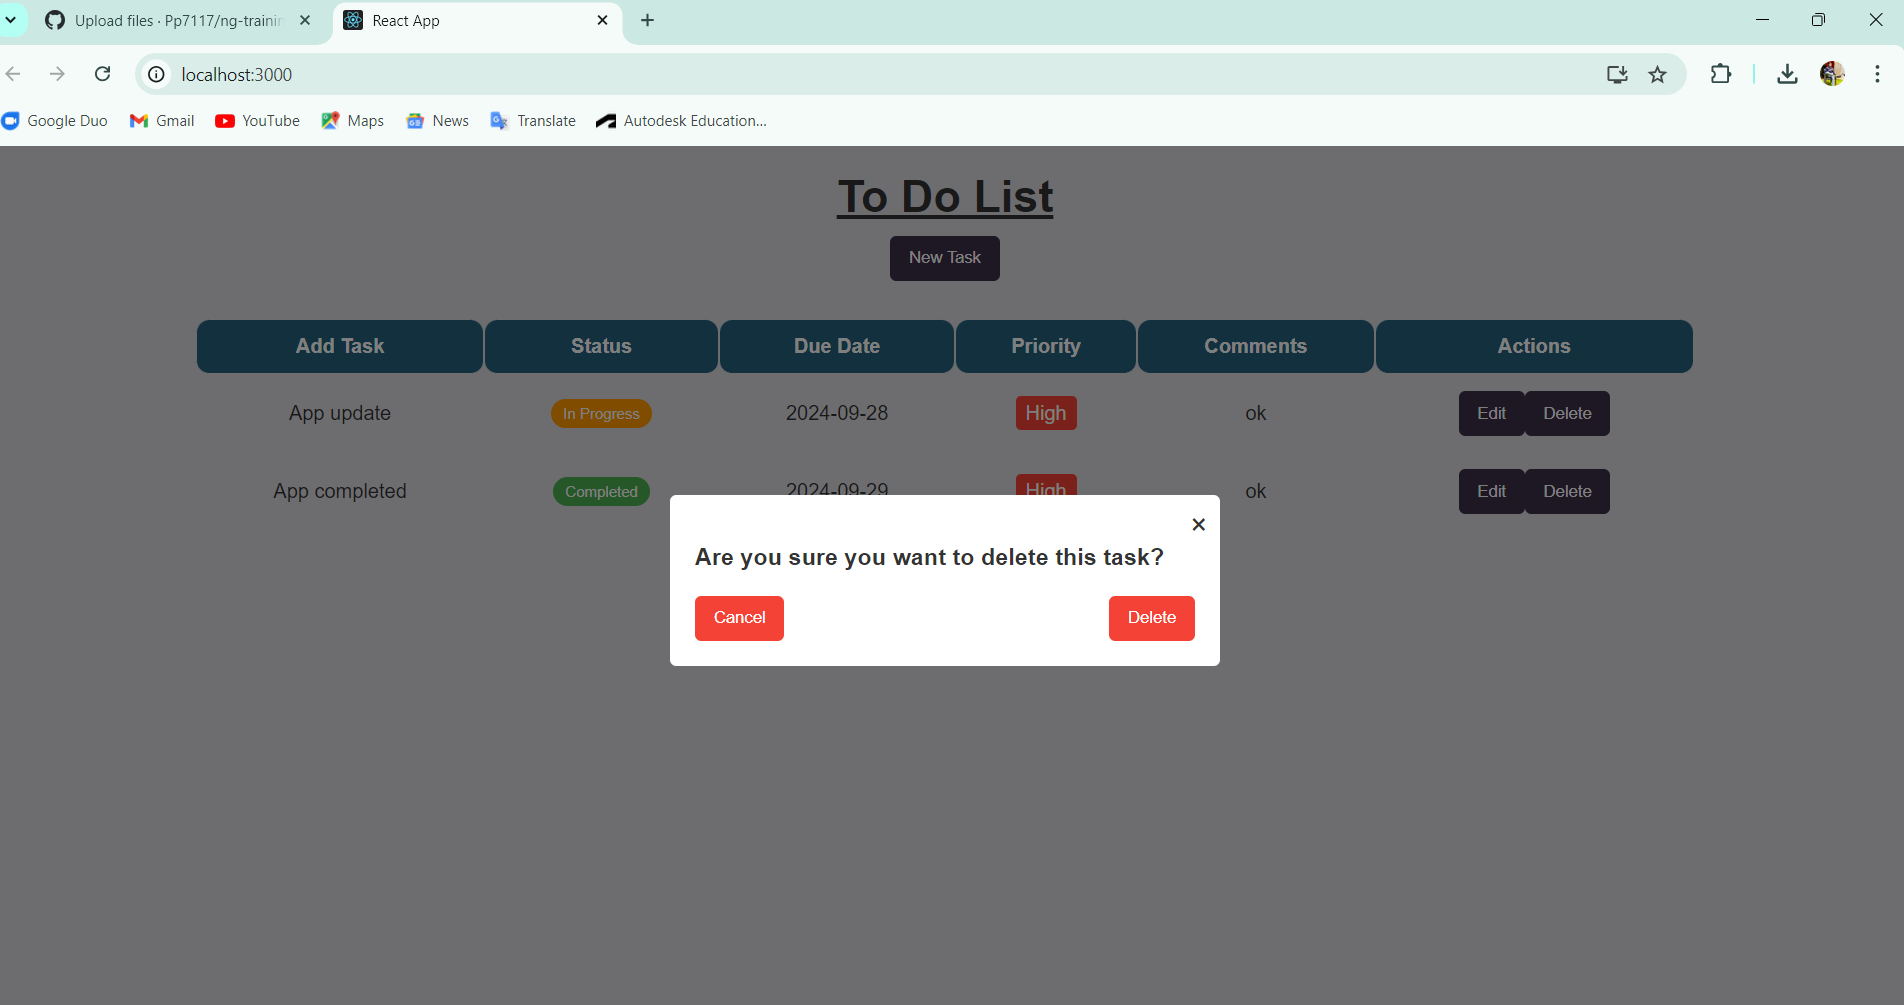 Upload files · Pp7117/ng-trainin
React App
localhost:3000
Google Duo Gmail YouTube Maps News Translate Autodesk Education...
To Do List
New Task
Add Task Status Due Date Priority Comments Actions
App update In Progress 2024-09-28 High ok Edit Delete
App completed Completed 2024-09-29 High ok Edit Delete
Are you sure you want to delete this task?
Cancel Delete